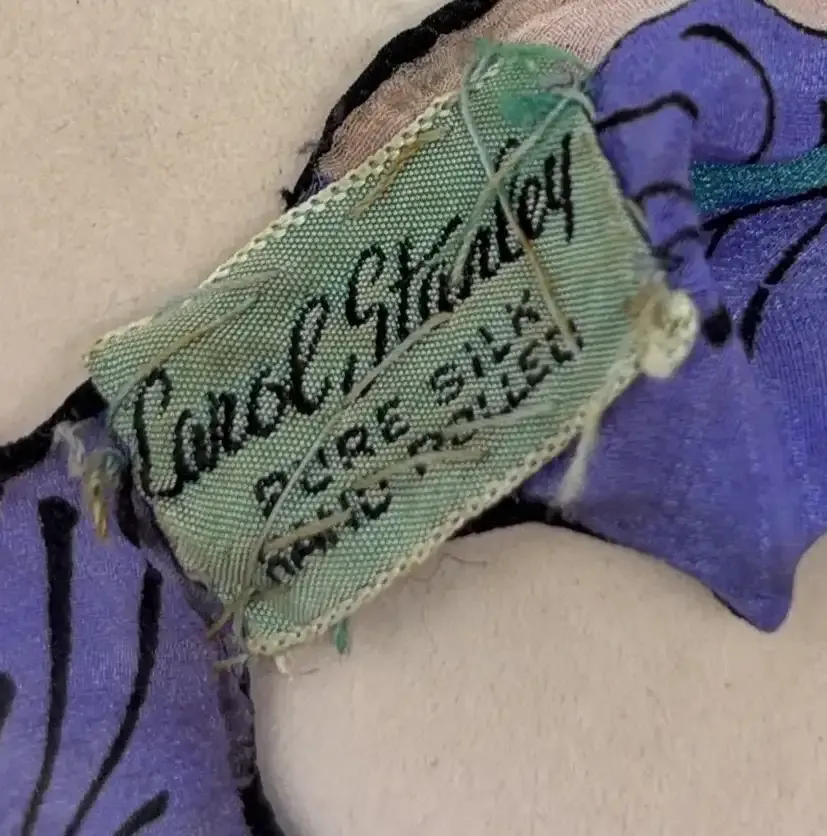 Carol Stanley
PURE SILK
HAND ROLLED